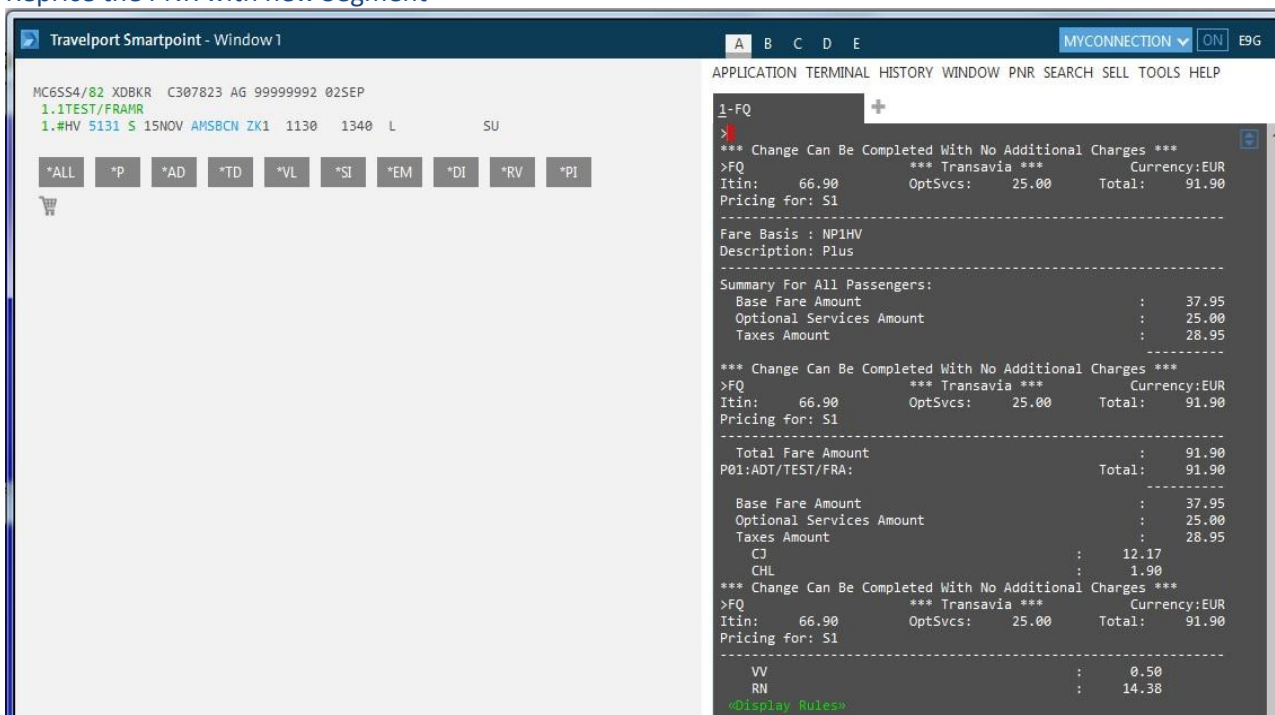 Reprice the PNR with new Segment
Travelport Smartpoint - Window 1
A B C D E
MYCONNECTION ON E9G
MC6SS4/82 XDBKR C307823 AG 99999992 02SEP
1.1TEST/FRAMR
1.#HV 5131 S 15NOV AMSBCN ZK1 1130 1340 L SU
*ALL *P *AD *TD *VL *SI *EM *DI *RV *PI
APPLICATION TERMINAL HISTORY WINDOW PNR SEARCH SELL TOOLS HELP
1-FQ +
>
*** Change Can Be Completed With No Additional Charges ***
>FQ *** Transavia *** Currency:EUR
Itin: 66.90 OptSvcs: 25.00 Total: 91.90
Pricing for: S1
Fare Basis : NP1HV
Description: Plus
Summary For All Passengers:
Base Fare Amount : 37.95
Optional Services Amount : 25.00
Taxes Amount : 28.95
*** Change Can Be Completed With No Additional Charges ***
>FQ *** Transavia *** Currency:EUR
Itin: 66.90 OptSvcs: 25.00 Total: 91.90
Pricing for: S1
Total Fare Amount : 91.90
P01:ADT/TEST/FRA: Total: 91.90
Base Fare Amount : 37.95
Optional Services Amount : 25.00
Taxes Amount : 28.95
CJ : 12.17
CHL : 1.90
*** Change Can Be Completed With No Additional Charges ***
>FQ *** Transavia *** Currency:EUR
Itin: 66.90 OptSvcs: 25.00 Total: 91.90
Pricing for: S1
VV : 0.50
RN : 14.38
«Display Rules»